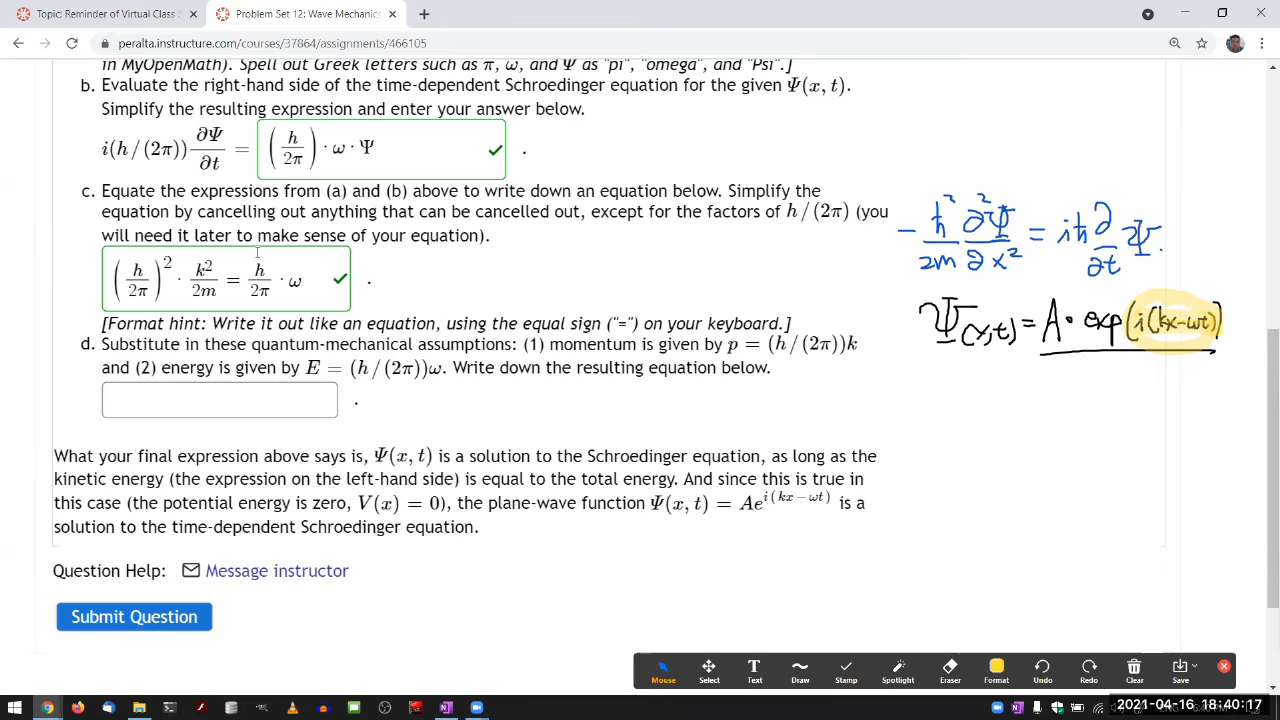 Topic: Reminder of Virtual Class S
Problem Set 12: Wave Mechanics
peralta.instructure.com/courses/37864/assignments/466105
in MyOpenMath). Spell out Greek letters such as π, ω, and Ψ as "pi", "omega", and "Psi".]
b. Evaluate the right-hand side of the time-dependent Schroedinger equation for the given Ψ(x, t).
Simplify the resulting expression and enter your answer below.
i(h/(2π)) ∂Ψ/∂t = (h/2π) · ω · Ψ .
c. Equate the expressions from (a) and (b) above to write down an equation below. Simplify the
equation by cancelling out anything that can be cancelled out, except for the factors of h/(2π) (you
will need it later to make sense of your equation).
(h/2π)² · k²/2m = h/2π · ω .
[Format hint: Write it out like an equation, using the equal sign ("=") on your keyboard.]
d. Substitute in these quantum-mechanical assumptions: (1) momentum is given by p = (h/(2π))k
and (2) energy is given by E = (h/(2π))ω. Write down the resulting equation below.
.
What your final expression above says is, Ψ(x, t) is a solution to the Schroedinger equation, as long as the
kinetic energy (the expression on the left-hand side) is equal to the total energy. And since this is true in
this case (the potential energy is zero, V(x) = 0), the plane-wave function Ψ(x, t) = Ae^{i(kx−ωt)} is a
solution to the time-dependent Schroedinger equation.
Question Help: Message instructor
Submit Question
−ħ²/2m ∂²Ψ/∂x² = iħ ∂/∂t Ψ.
Ψ(x,t) = A· exp(i(kx−ωt))
Mouse Select Text Draw Stamp Spotlight Eraser Format Undo Redo Clear Save
2021-04-16 18:40:17